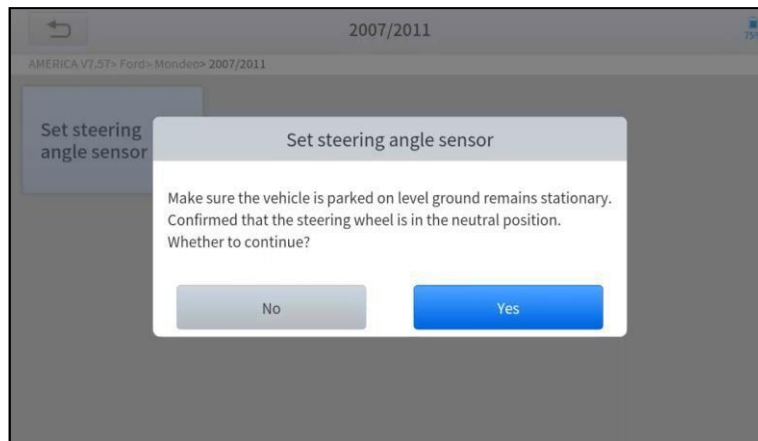 2007/2011
75%
AMERICA V7.57> Ford> Mondeo> 2007/2011
Set steering
angle sensor
Set steering angle sensor
Make sure the vehicle is parked on level ground remains stationary.
Confirmed that the steering wheel is in the neutral position.
Whether to continue?
No
Yes